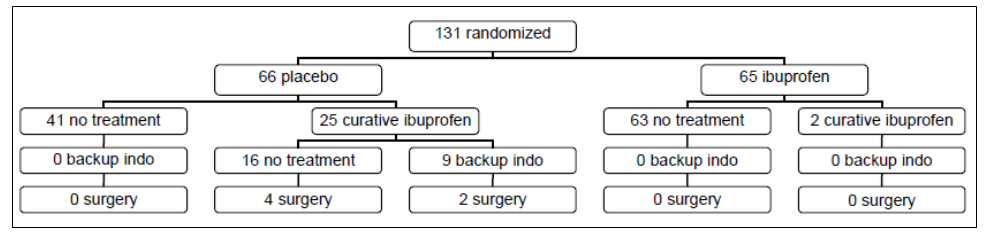 131 randomized
66 placebo
65 ibuprofen
41 no treatment
25 curative ibuprofen
63 no treatment
2 curative ibuprofen
0 backup indo
16 no treatment
9 backup indo
0 backup indo
0 backup indo
0 surgery
4 surgery
2 surgery
0 surgery
0 surgery